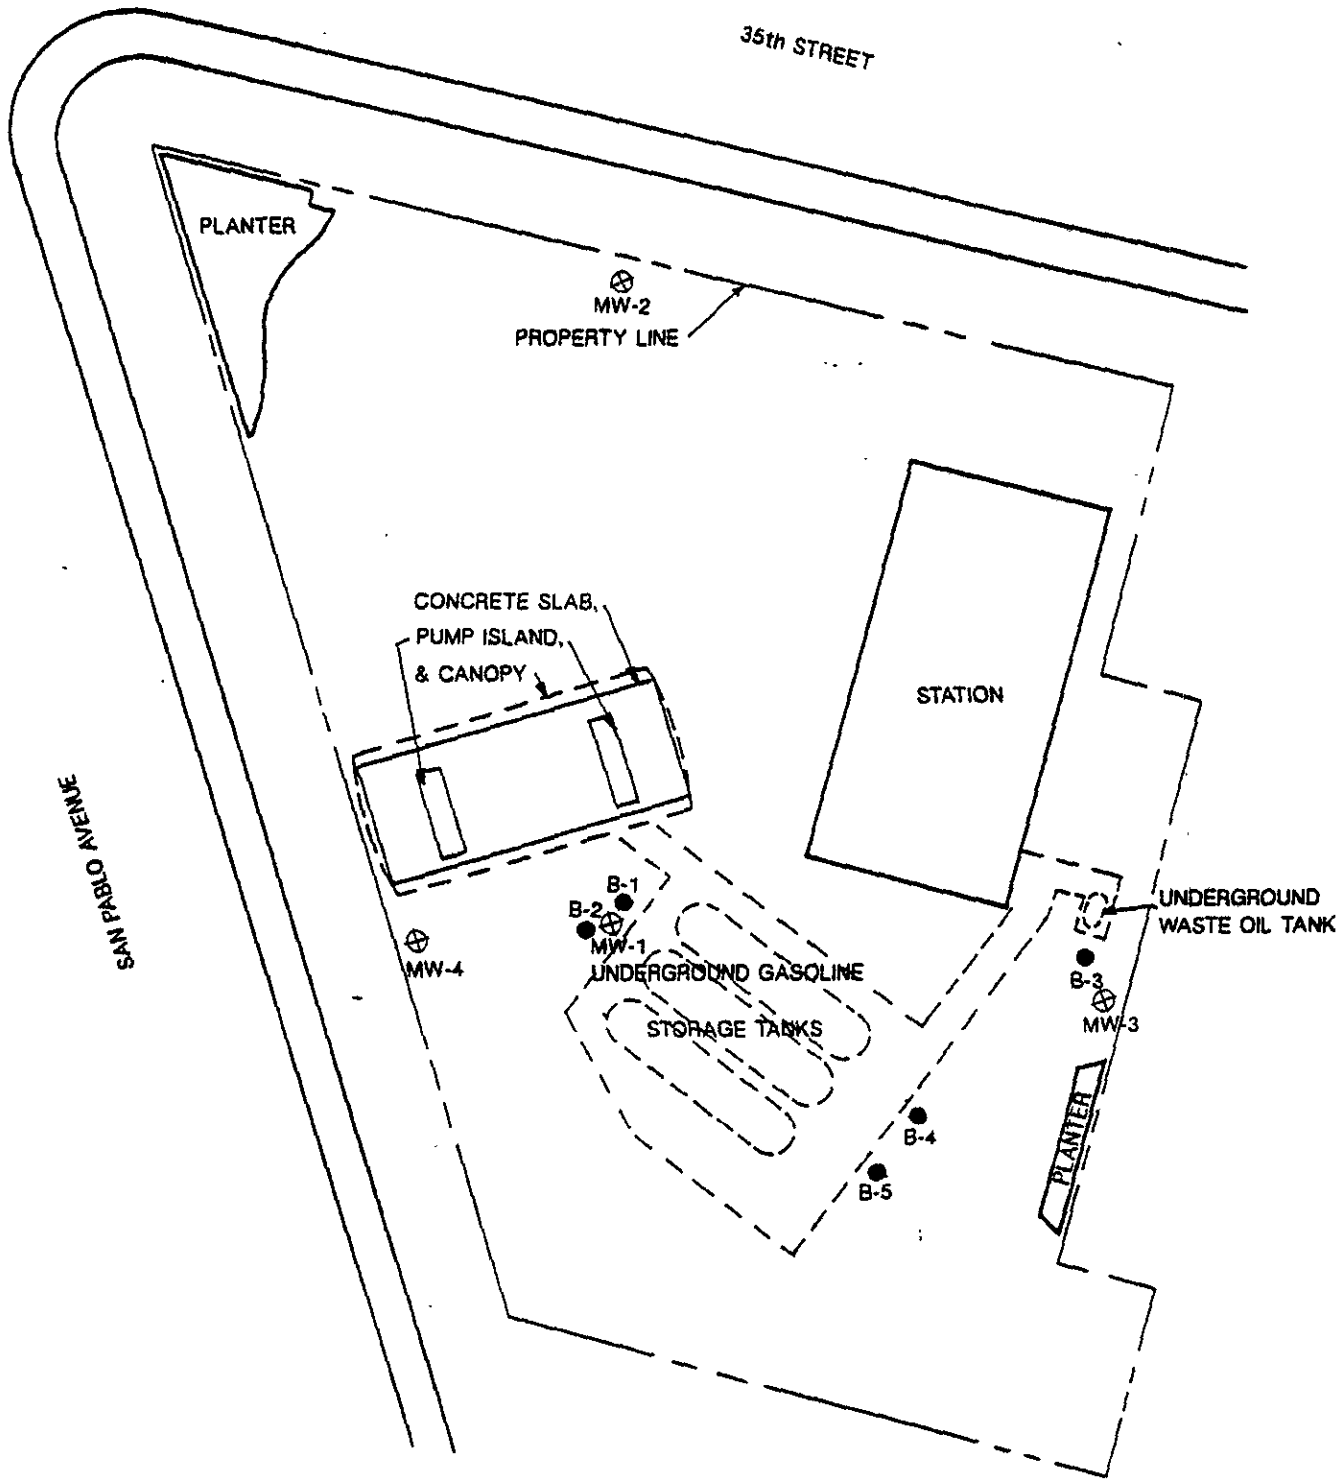 35th STREET
PLANTER
MW-2
PROPERTY LINE
CONCRETE SLAB,
PUMP ISLAND,
& CANOPY
STATION
SAN PABLO AVENUE
B-1
B-2
MW-1
MW-4
UNDERGROUND
WASTE OIL TANK
UNDERGROUND GASOLINE
STORAGE TANKS
B-3
MW-3
PLANTER
B-4
B-5